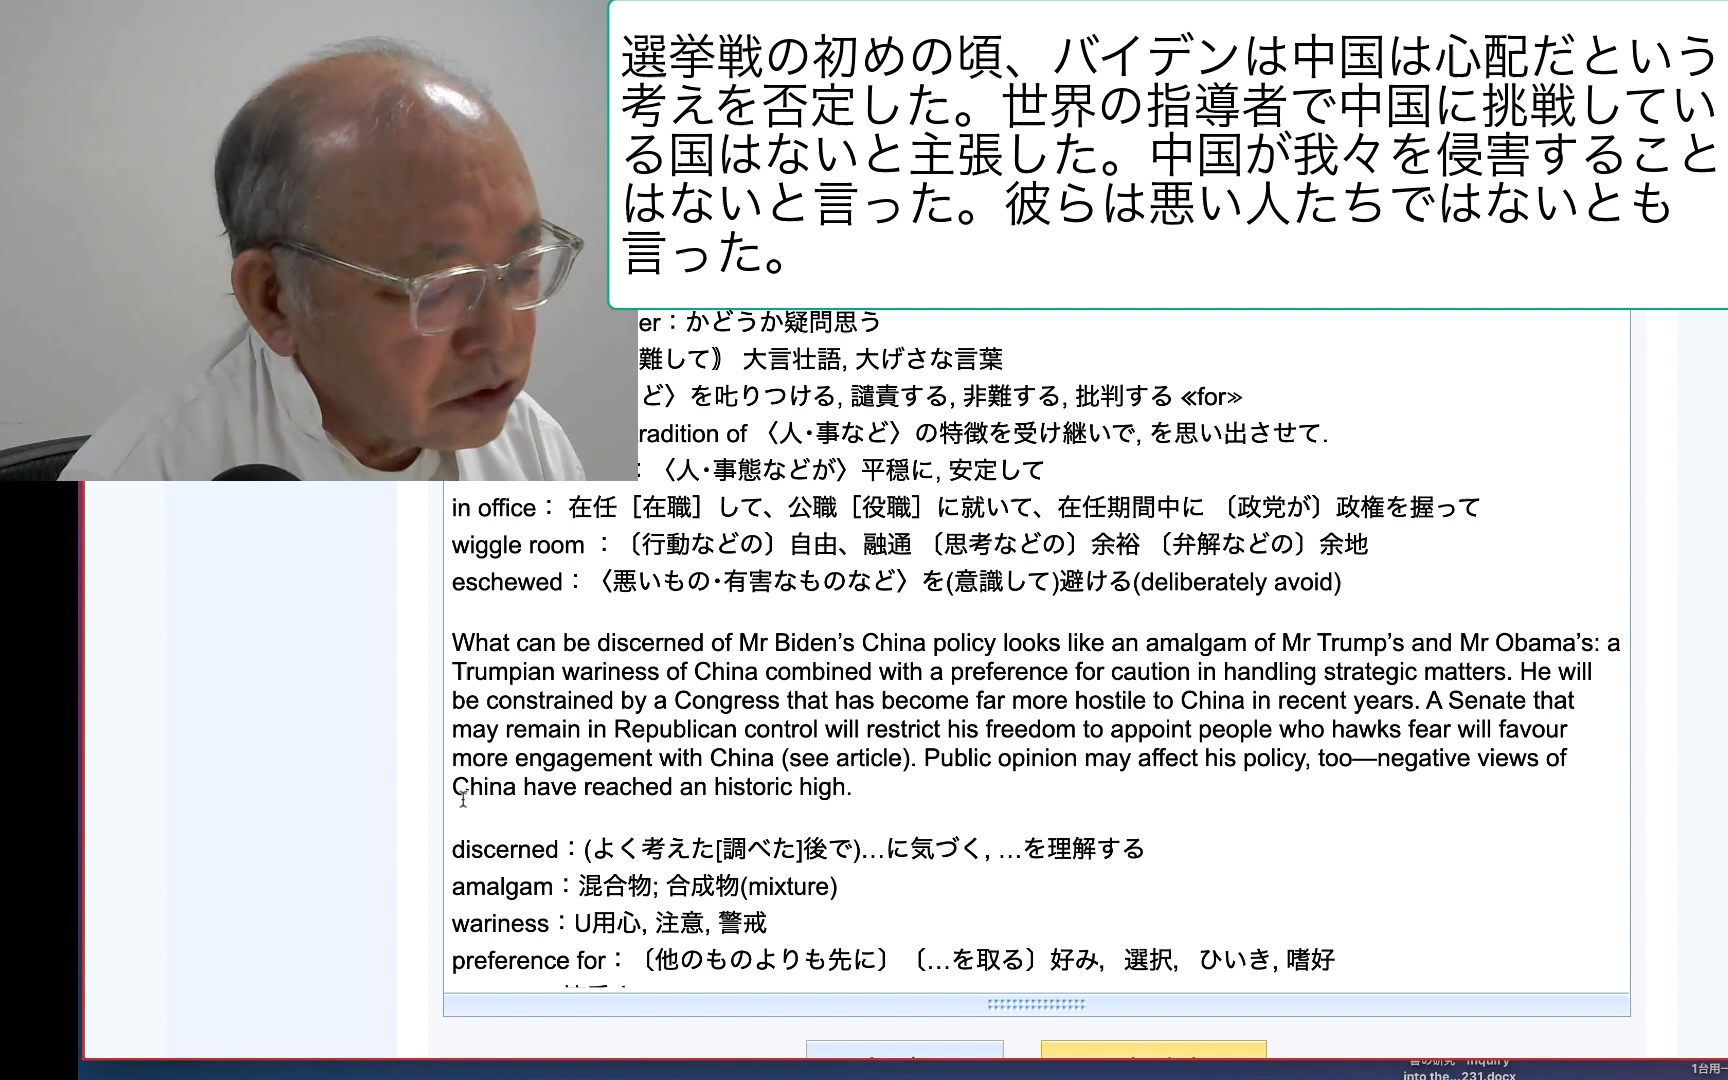 選挙戦の初めの頃、バイデンは中国は心配だという
考えを否定した。世界の指導者で中国に挑戦してい
る国はないと主張した。中国が我々を侵害すること
はないと言った。彼らは悪い人たちではないとも
言った。
er：かどうか疑問思う
難して⟫ 大言壮語, 大げさな言葉
ど〉を叱りつける, 譴責する, 非難する, 批判する ≪for≫
radition of 〈人･事など〉の特徴を受け継いで, を思い出させて.
: 〈人･事態などが〉平穏に, 安定して
in office： 在任［在職］して、公職［役職］に就いて、在任期間中に 〔政党が〕政権を握って
wiggle room ：〔行動などの〕自由、融通 〔思考などの〕余裕 〔弁解などの〕余地
eschewed：〈悪いもの･有害なものなど〉を(意識して)避ける(deliberately avoid)
What can be discerned of Mr Biden’s China policy looks like an amalgam of Mr Trump’s and Mr Obama’s: a
Trumpian wariness of China combined with a preference for caution in handling strategic matters. He will
be constrained by a Congress that has become far more hostile to China in recent years. A Senate that
may remain in Republican control will restrict his freedom to appoint people who hawks fear will favour
more engagement with China (see article). Public opinion may affect his policy, too—negative views of
China have reached an historic high.
discerned：(よく考えた[調べた]後で)…に気づく, …を理解する
amalgam：混合物; 合成物(mixture)
wariness：U用心, 注意, 警戒
preference for：〔他のものよりも先に〕〔…を取る〕好み, 選択, ひいき, 嗜好
into the...231.docx
1台用